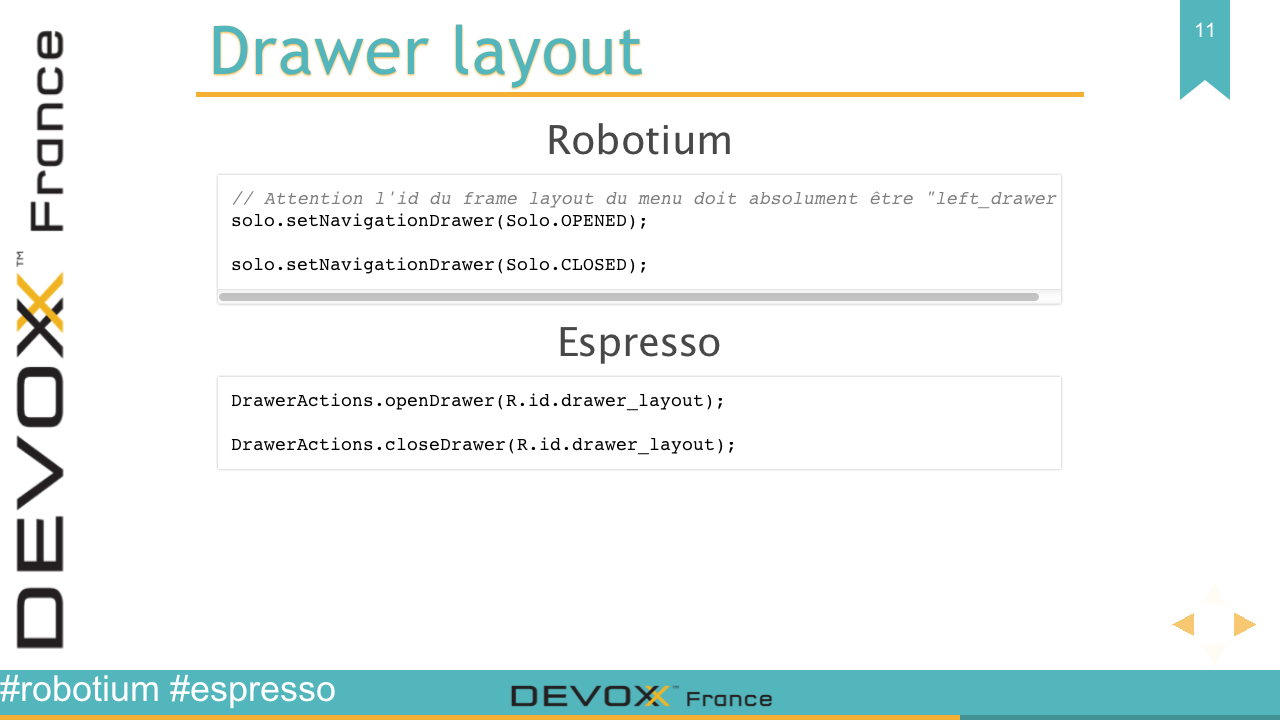 Drawer layout
11
Robotium
// Attention l'id du frame layout du menu doit absolument être "left_drawer
solo.setNavigationDrawer(Solo.OPENED);
solo.setNavigationDrawer(Solo.CLOSED);
Espresso
DrawerActions.openDrawer(R.id.drawer_layout);
DrawerActions.closeDrawer(R.id.drawer_layout);
DEVOXX™ France
#robotium #espresso
DEVOXX™ France